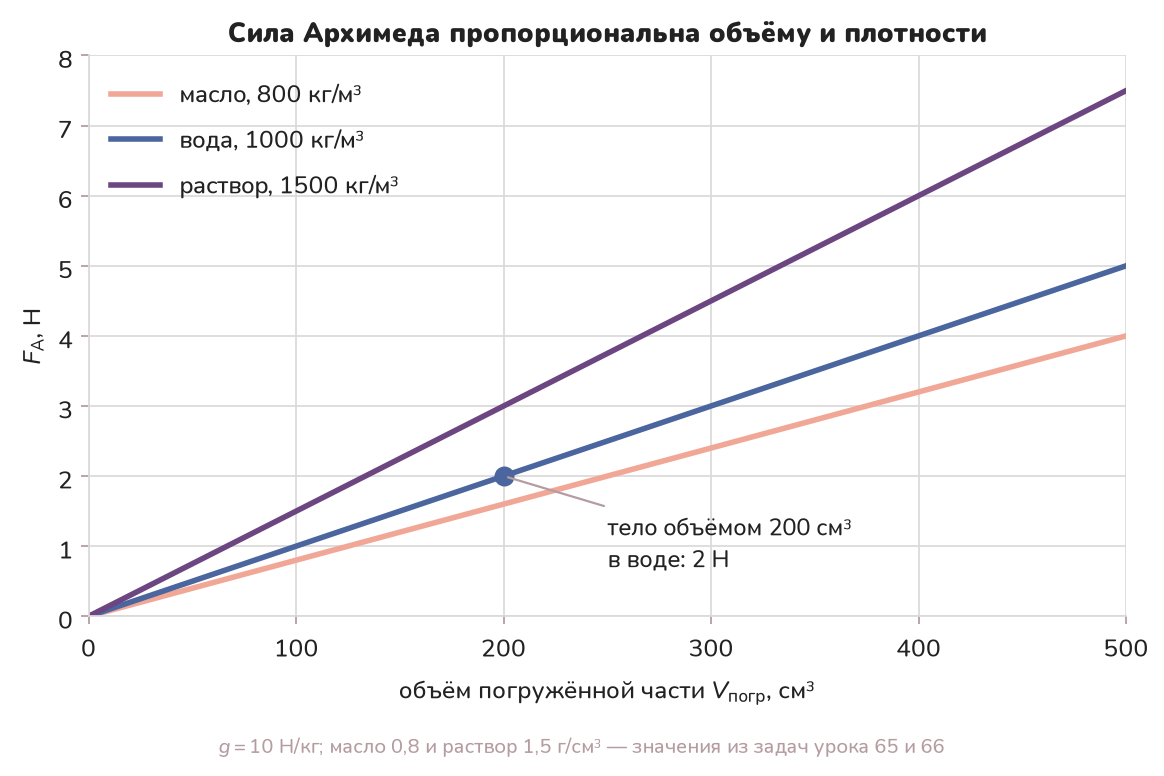 Сила Архимеда пропорциональна объёму и плотности
8
7
6
5
4
3
2
1
0
F_A, Н
масло, 800 кг/м³
вода, 1000 кг/м³
раствор, 1500 кг/м³
тело объёмом 200 см³
в воде: 2 Н
0 100 200 300 400 500
объём погружённой части V_погр, см³
g = 10 Н/кг; масло 0,8 и раствор 1,5 г/см³ — значения из задач урока 65 и 66